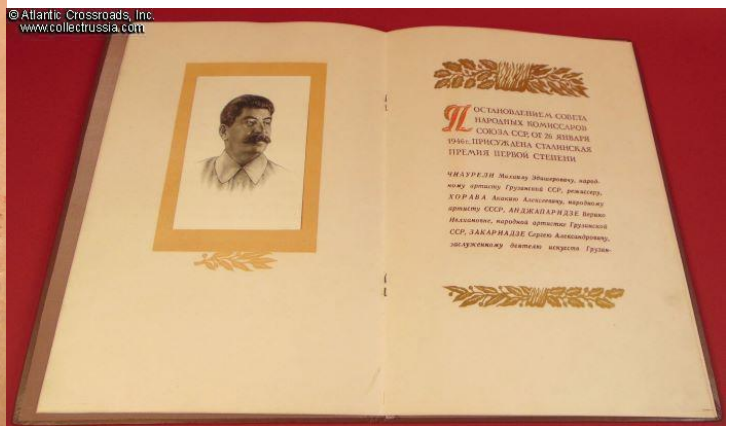 © Atlantic Crossroads, Inc.
www.collectrussia.com
ПОСТАНОВЛЕНИЕМ СОВЕТА
НАРОДНЫХ КОМИССАРОВ
СОЮЗА ССР, ОТ 26 ЯНВАРЯ
1946 г. ПРИСУЖДЕНА СТАЛИНСКАЯ
ПРЕМИЯ ПЕРВОЙ СТЕПЕНИ
ЧИАУРЕЛИ Михаилу Эдишеровичу, народ-
ному артисту Грузинской ССР, режиссеру,
ХОРАВА Акакию Алексеевичу, народному
артисту СССР, АНДЖАПАРИДЗЕ Верико
Ивлиановне, народной артистке Грузинской
ССР, ЗАКАРИАДЗЕ Сергею Александровичу,
заслуженному деятелю искусств Грузин-